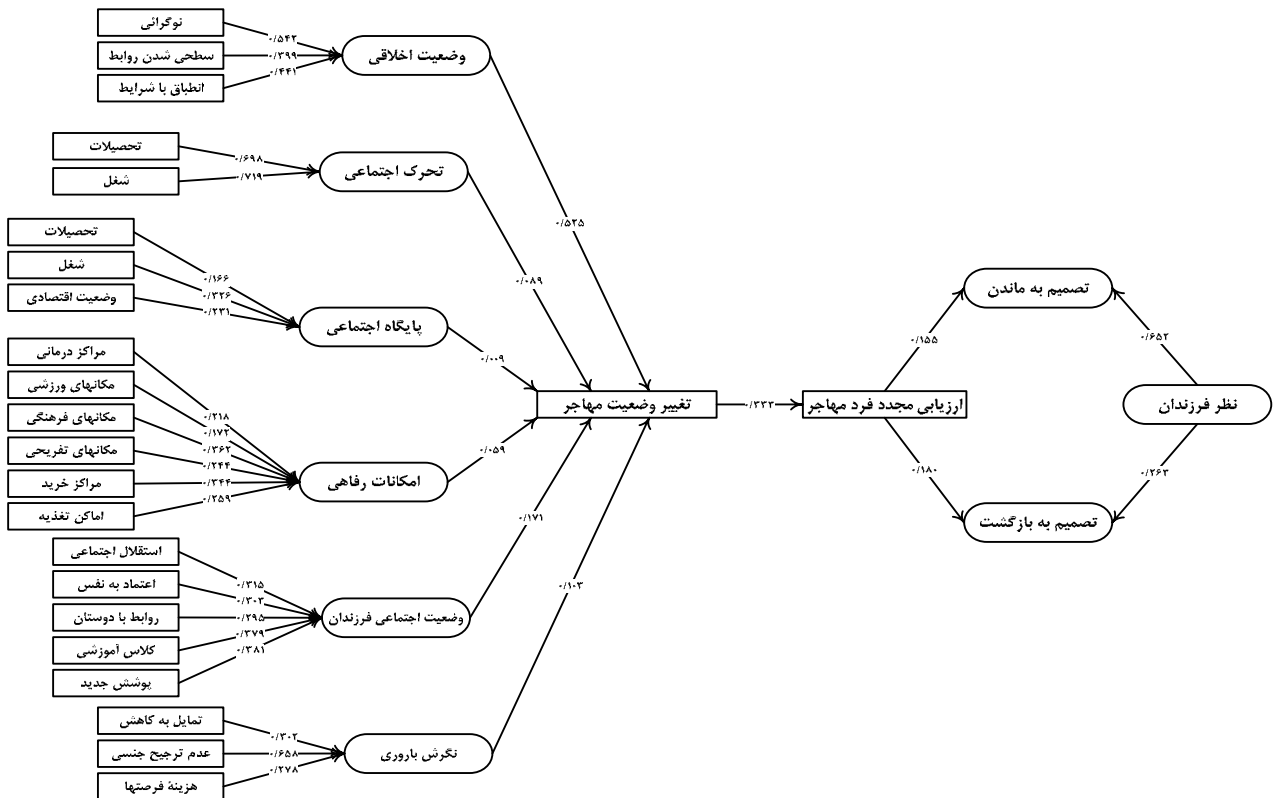 نوگرائی
سطحی شدن روابط
انطباق با شرایط
۰/۵۴۲
۰/۳۹۹
۰/۴۴۱
وضعیت اخلاقی
۰/۵۲۵
تحصیلات
شغل
۰/۶۹۸
۰/۷۱۹
تحرک اجتماعی
۰/۰۸۹
تحصیلات
شغل
وضعیت اقتصادی
۰/۱۶۶
۰/۳۲۶
۰/۲۳۱
پایگاه اجتماعی
۰/۰۰۹
مراکز درمانی
مکانهای ورزشی
مکانهای فرهنگی
مکانهای تفریحی
مراکز خرید
اماکن تغذیه
۰/۲۱۸
۰/۱۷۲
۰/۳۶۲
۰/۲۴۴
۰/۳۴۴
۰/۲۵۹
امکانات رفاهی
۰/۰۵۹
استقلال اجتماعی
اعتماد به نفس
روابط با دوستان
کلاس آموزشی
پوشش جدید
۰/۳۱۵
۰/۳۰۳
۰/۲۹۵
۰/۳۷۹
۰/۳۸۱
وضعیت اجتماعی فرزندان
۰/۱۷۱
تمایل به کاهش
عدم ترجیح جنسی
هزینهٔ فرصتها
۰/۳۰۲
۰/۶۵۸
۰/۲۷۸
نگرش باروری
۰/۱۰۳
تغییر وضعیت مهاجر
۰/۳۳۳
ارزیابی مجدد فرد مهاجر
۰/۱۵۵
۰/۱۸۰
تصمیم به ماندن
تصمیم به بازگشت
۰/۶۵۲
۰/۲۶۳
نظر فرزندان